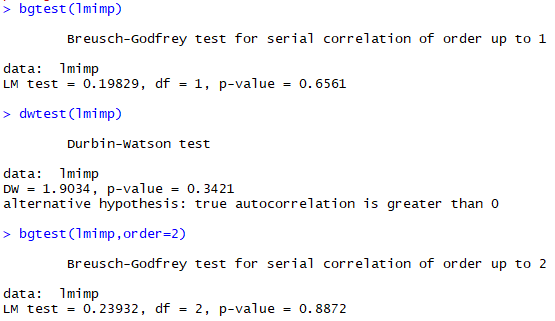 > bgtest(lmimp)
Breusch-Godfrey test for serial correlation of order up to 1
data:  lmimp
LM test = 0.19829, df = 1, p-value = 0.6561
> dwtest(lmimp)
Durbin-Watson test
data:  lmimp
DW = 1.9034, p-value = 0.3421
alternative hypothesis: true autocorrelation is greater than 0
> bgtest(lmimp,order=2)
Breusch-Godfrey test for serial correlation of order up to 2
data:  lmimp
LM test = 0.23932, df = 2, p-value = 0.8872